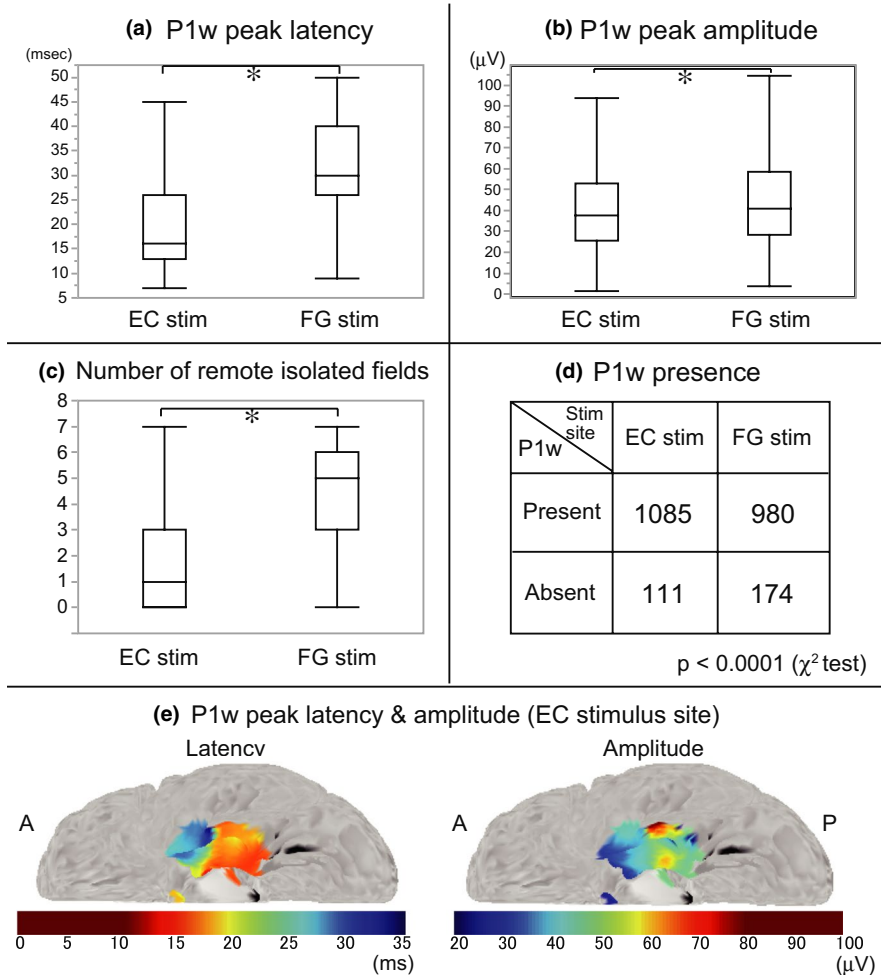 (a) P1w peak latency
(msec)
50
45
40
35
30
25
20
15
10
5
*
EC stim
FG stim
(b) P1w peak amplitude
(μV)
100
90
80
70
60
50
40
30
20
10
0
*
EC stim
FG stim
(c) Number of remote isolated fields
8
7
6
5
4
3
2
1
0
*
EC stim
FG stim
(d) P1w presence
Stim site
P1w
EC stim
FG stim
Present 1085 980
Absent 111 174
p < 0.0001 (χ² test)
(e) P1w peak latency & amplitude (EC stimulus site)
Latency
A
0 5 10 15 20 25 30 35
(ms)
Amplitude
A
P
20 30 40 50 60 70 80 90 100
(μV)